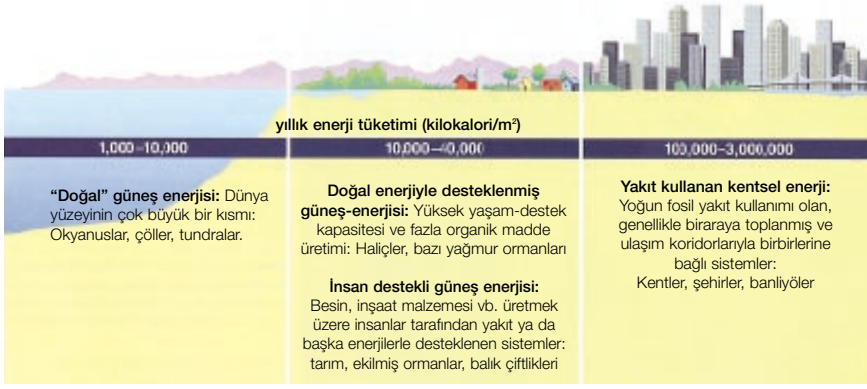 yıllık enerji tüketimi (kilokalori/m²)
1,000–10,000
10,000–40,000
100,000–3,000,000
“Doğal” güneş enerjisi: Dünya
yüzeyinin çok büyük bir kısmı:
Okyanuslar, çöller, tundralar.
Doğal enerjiyle desteklenmiş
güneş-enerjisi: Yüksek yaşam-destek
kapasitesi ve fazla organik madde
üretimi: Haliçler, bazı yağmur ormanları
İnsan destekli güneş enerjisi:
Besin, inşaat malzemesi vb. üretmek
üzere insanlar tarafından yakıt ya da
başka enerjilerle desteklenen sistemler:
tarım, ekilmiş ormanlar, balık çiftlikleri
Yakıt kullanan kentsel enerji:
Yoğun fosil yakıt kullanımı olan,
genellikle biraraya toplanmış ve
ulaşım koridorlarıyla birbirlerine
bağlı sistemler:
Kentler, şehirler, banliyöler